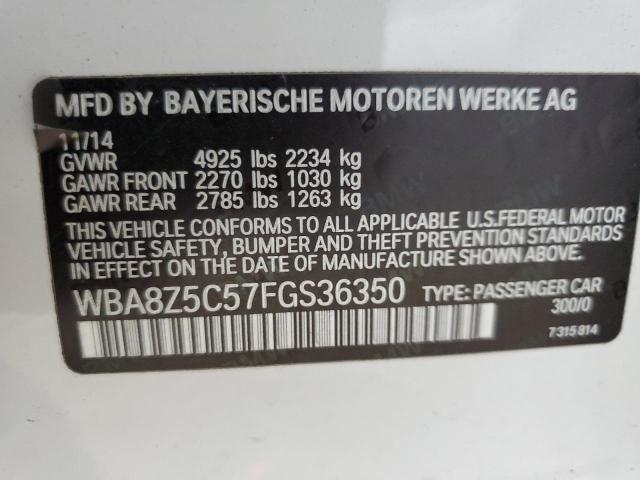 MFD BY BAYERISCHE MOTOREN WERKE AG
11/14
GVWR 4925 lbs 2234 kg
GAWR FRONT 2270 lbs 1030 kg
GAWR REAR 2785 lbs 1263 kg
THIS VEHICLE CONFORMS TO ALL APPLICABLE U.S.FEDERAL MOTOR
VEHICLE SAFETY, BUMPER AND THEFT PREVENTION STANDARDS
IN EFFECT ON THE DATE OF MANUFACTURE SHOWN ABOVE.
WBA8Z5C57FGS36350 TYPE: PASSENGER CAR
300/0
7315814